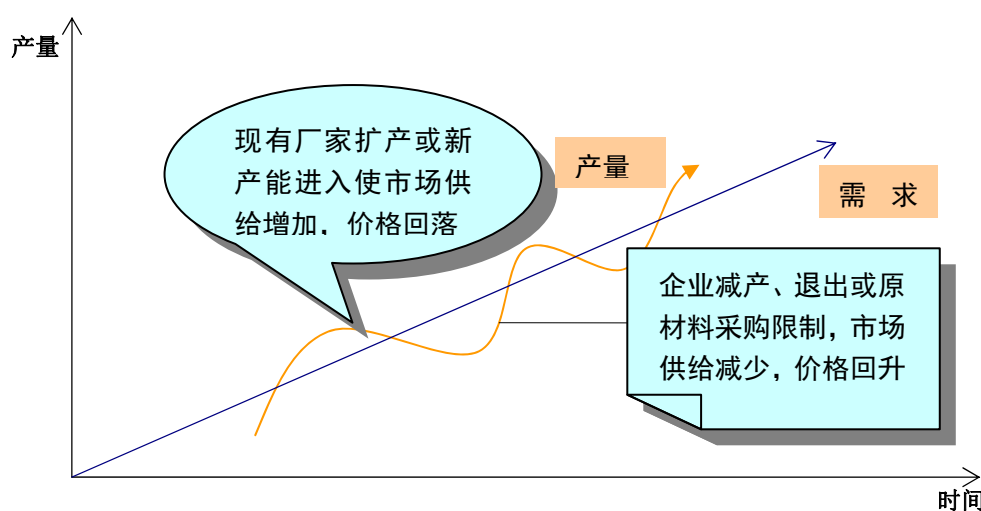 产量
现有厂家扩产或新
产能进入使市场供
给增加，价格回落
产量
需 求
企业减产、退出或原
材料采购限制，市场
供给减少，价格回升
时间